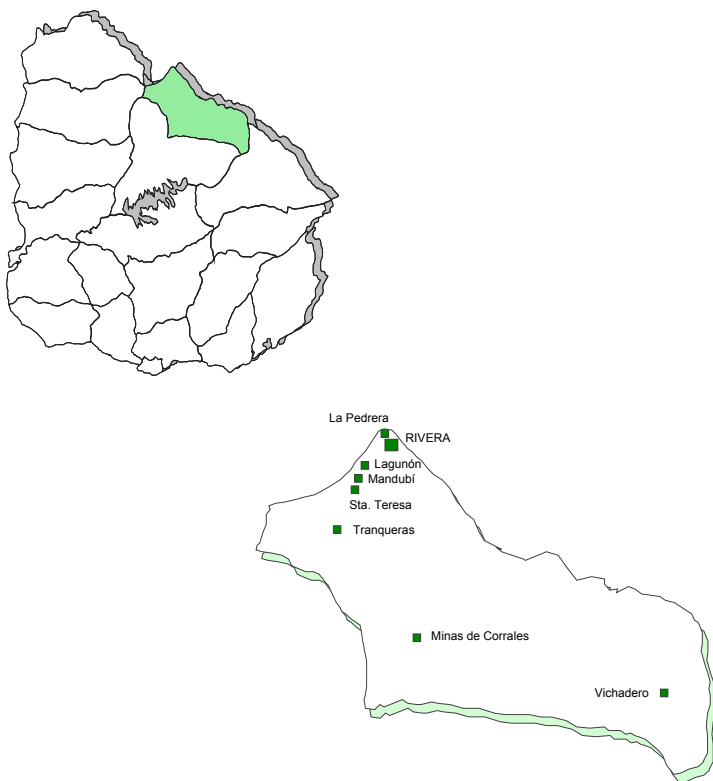 La Pedrera
RIVERA
Lagunón
Mandubí
Sta. Teresa
Tranqueras
Minas de Corrales
Vichadero